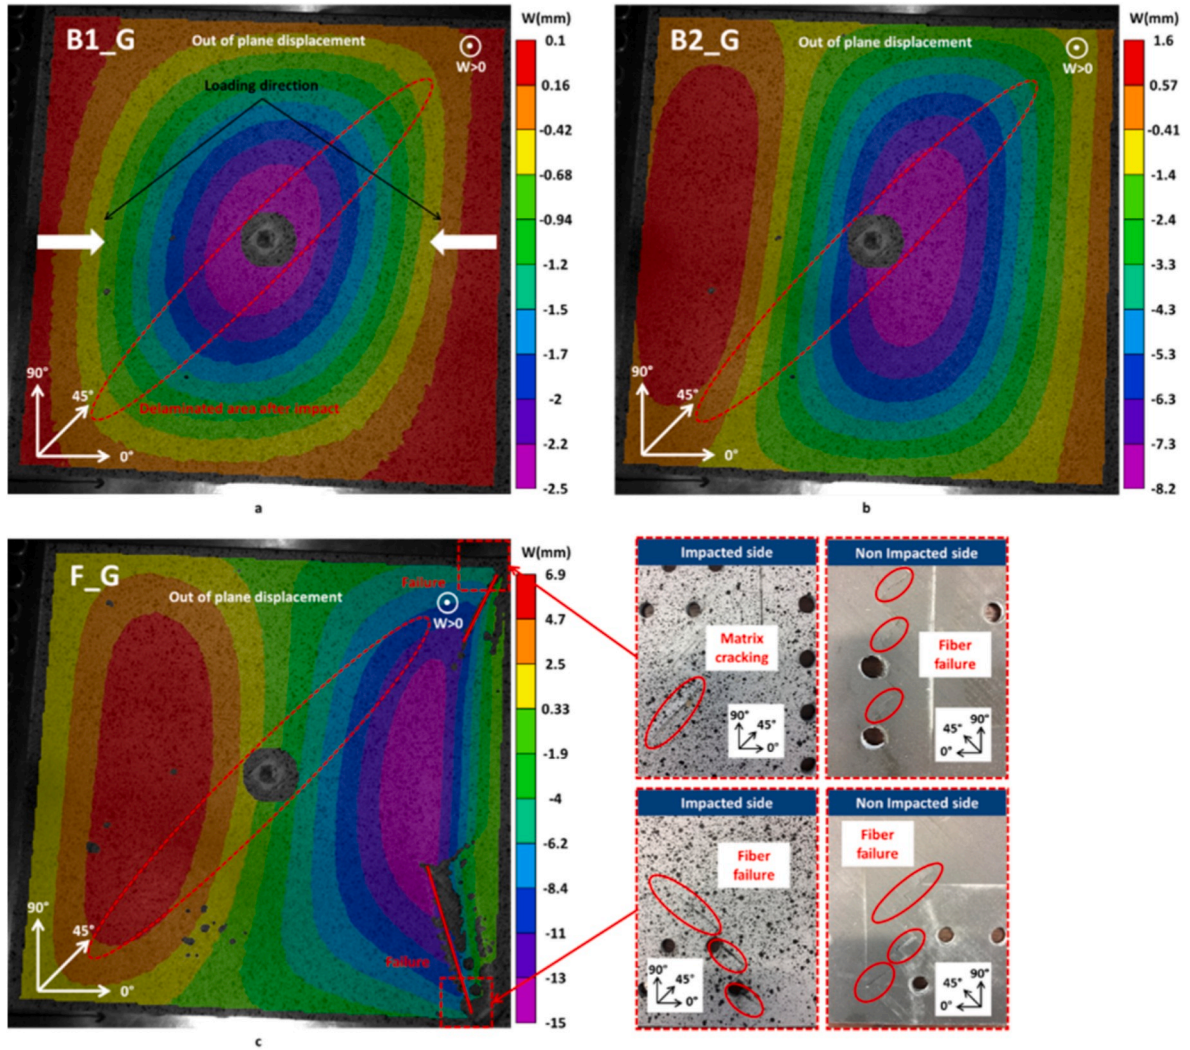 B1_G
Out of plane displacement
W>0
Loading direction
90°
45°
0°
Delaminated area after impact
W(mm)
0.1
0.16
-0.42
-0.68
-0.94
-1.2
-1.5
-1.7
-2
-2.2
-2.5
a
B2_G
Out of plane displacement
W>0
90°
45°
0°
W(mm)
1.6
0.57
-0.41
-1.4
-2.4
-3.3
-4.3
-5.3
-6.3
-7.3
-8.2
b
F_G
Out of plane displacement
Failure
W>0
90°
45°
0°
Failure
W(mm)
6.9
4.7
2.5
0.33
-1.9
-4
-6.2
-8.4
-11
-13
-15
c
Impacted side
Matrix
cracking
90°
45°
0°
Non Impacted side
Fiber
failure
90°
45°
0°
Impacted side
Fiber
failure
90°
45°
0°
Non Impacted side
Fiber
failure
90°
45°
0°